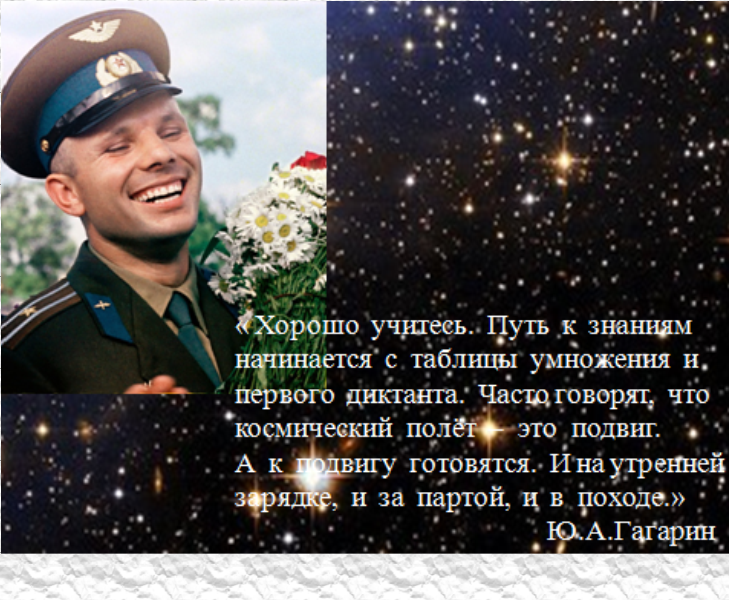 « Хорошо учитесь. Путь к знаниям
начинается с таблицы умножения и
первого диктанта. Часто говорят, что
космический полёт – это подвиг.
А к подвигу готовятся. И на утренней
зарядке, и за партой, и в походе.»
Ю.А.Гагарин